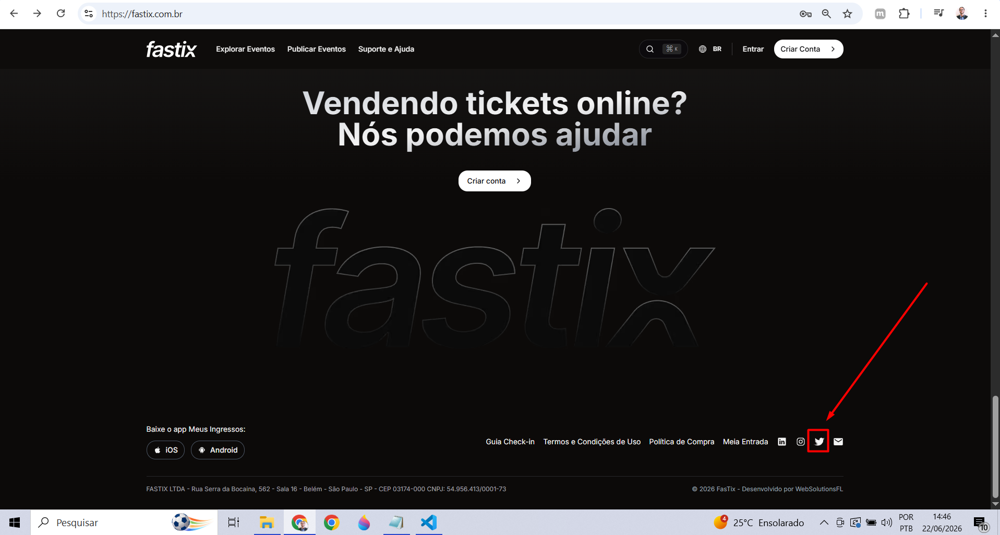 https://fastix.com.br
m
fastix
Explorar Eventos
Publicar Eventos
Suporte e Ajuda
⌘ K
BR
Entrar
Criar Conta
Vendendo tickets online?
Nós podemos ajudar
Criar conta
fastix
Baixe o app Meus Ingressos:
iOS
Android
Guia Check-in
Termos e Condições de Uso
Política de Compra
Meia Entrada
in
FASTIX LTDA - Rua Serra da Bocaina, 562 - Sala 16 - Belém - São Paulo - SP - CEP 03174-000 CNPJ: 54.956.413/0001-73
© 2026 FasTix - Desenvolvido por WebSolutionsFL
Pesquisar
4
25°C Ensolarado
POR
PTB
14:46
22/06/2026
10